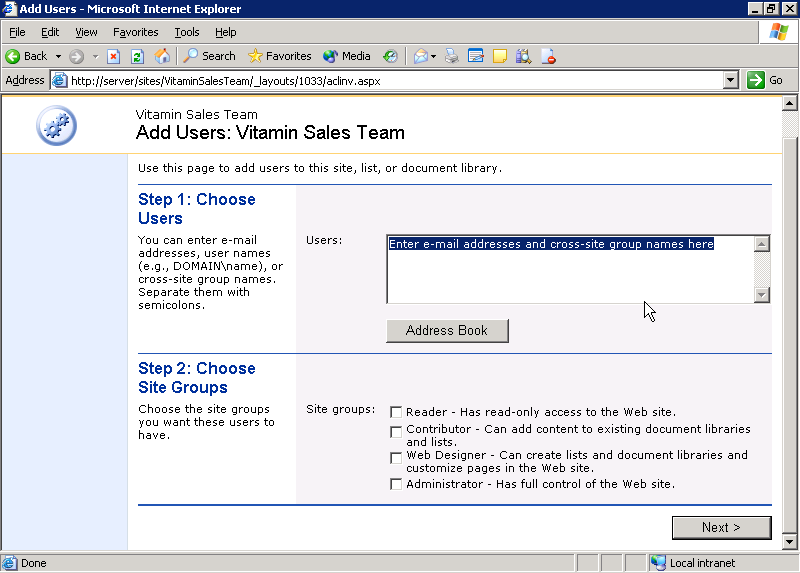 Add Users - Microsoft Internet Explorer
File Edit View Favorites Tools Help
Back Search Favorites Media
Address http://server/sites/VitaminSalesTeam/_layouts/1033/aclinv.aspx Go
Vitamin Sales Team
Add Users: Vitamin Sales Team
Use this page to add users to this site, list, or document library.
Step 1: Choose
Users
You can enter e-mail
addresses, user names
(e.g., DOMAIN\name), or
cross-site group names.
Separate them with
semicolons.
Users:
Enter e-mail addresses and cross-site group names here
Address Book
Step 2: Choose
Site Groups
Choose the site groups
you want these users to
have.
Site groups:
Reader - Has read-only access to the Web site.
Contributor - Can add content to existing document libraries
and lists.
Web Designer - Can create lists and document libraries and
customize pages in the Web site.
Administrator - Has full control of the Web site.
Next >
Done
Local intranet